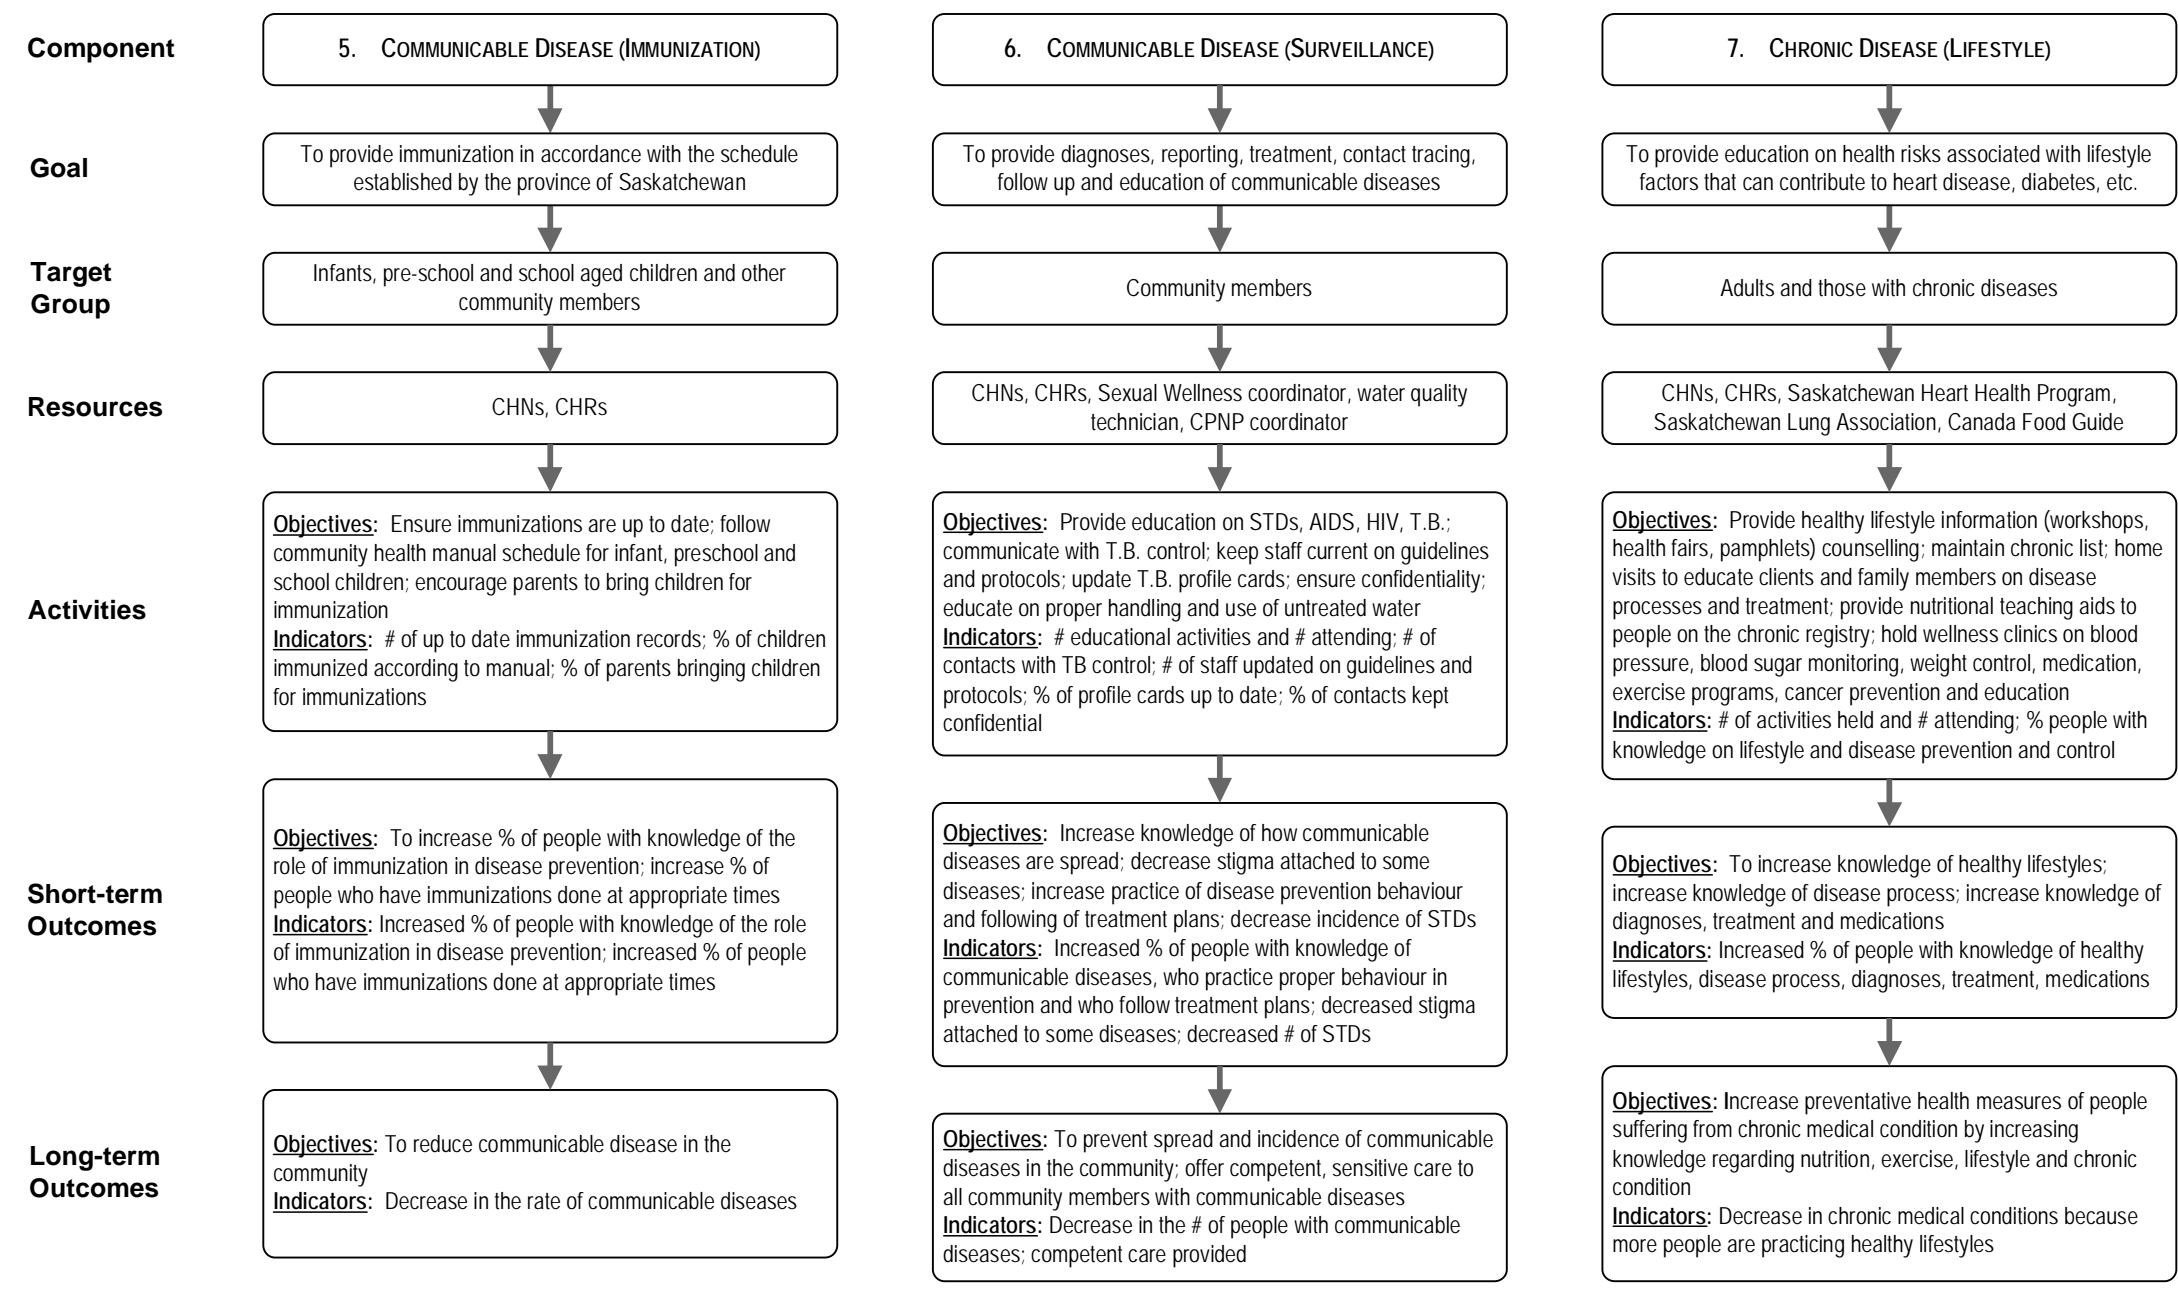 Component
5. COMMUNICABLE DISEASE (IMMUNIZATION)
6. COMMUNICABLE DISEASE (SURVEILLANCE)
7. CHRONIC DISEASE (LIFESTYLE)
Goal
To provide immunization in accordance with the schedule
established by the province of Saskatchewan
To provide diagnoses, reporting, treatment, contact tracing,
follow up and education of communicable diseases
To provide education on health risks associated with lifestyle
factors that can contribute to heart disease, diabetes, etc.
Target
Group
Infants, pre-school and school aged children and other
community members
Community members
Adults and those with chronic diseases
Resources
CHNs, CHRs
CHNs, CHRs, Sexual Wellness coordinator, water quality
technician, CPNP coordinator
CHNs, CHRs, Saskatchewan Heart Health Program,
Saskatchewan Lung Association, Canada Food Guide
Activities
Objectives: Ensure immunizations are up to date; follow
community health manual schedule for infant, preschool and
school children; encourage parents to bring children for
immunization
Indicators: # of up to date immunization records; % of children
immunized according to manual; % of parents bringing children
for immunizations
Objectives: Provide education on STDs, AIDS, HIV, T.B.;
communicate with T.B. control; keep staff current on guidelines
and protocols; update T.B. profile cards; ensure confidentiality;
educate on proper handling and use of untreated water
Indicators: # educational activities and # attending; # of
contacts with TB control; # of staff updated on guidelines and
protocols; % of profile cards up to date; % of contacts kept
confidential
Objectives: Provide healthy lifestyle information (workshops,
health fairs, pamphlets) counselling; maintain chronic list; home
visits to educate clients and family members on disease
processes and treatment; provide nutritional teaching aids to
people on the chronic registry; hold wellness clinics on blood
pressure, blood sugar monitoring, weight control, medication,
exercise programs, cancer prevention and education
Indicators: # of activities held and # attending; % people with
knowledge on lifestyle and disease prevention and control
Short-term
Outcomes
Objectives: To increase % of people with knowledge of the
role of immunization in disease prevention; increase % of
people who have immunizations done at appropriate times
Indicators: Increased % of people with knowledge of the role
of immunization in disease prevention; increased % of people
who have immunizations done at appropriate times
Objectives: Increase knowledge of how communicable
diseases are spread; decrease stigma attached to some
diseases; increase practice of disease prevention behaviour
and following of treatment plans; decrease incidence of STDs
Indicators: Increased % of people with knowledge of
communicable diseases, who practice proper behaviour in
prevention and who follow treatment plans; decreased stigma
attached to some diseases; decreased # of STDs
Objectives: To increase knowledge of healthy lifestyles;
increase knowledge of disease process; increase knowledge of
diagnoses, treatment and medications
Indicators: Increased % of people with knowledge of healthy
lifestyles, disease process, diagnoses, treatment, medications
Long-term
Outcomes
Objectives: To reduce communicable disease in the
community
Indicators: Decrease in the rate of communicable diseases
Objectives: To prevent spread and incidence of communicable
diseases in the community; offer competent, sensitive care to
all community members with communicable diseases
Indicators: Decrease in the # of people with communicable
diseases; competent care provided
Objectives: Increase preventative health measures of people
suffering from chronic medical condition by increasing
knowledge regarding nutrition, exercise, lifestyle and chronic
condition
Indicators: Decrease in chronic medical conditions because
more people are practicing healthy lifestyles